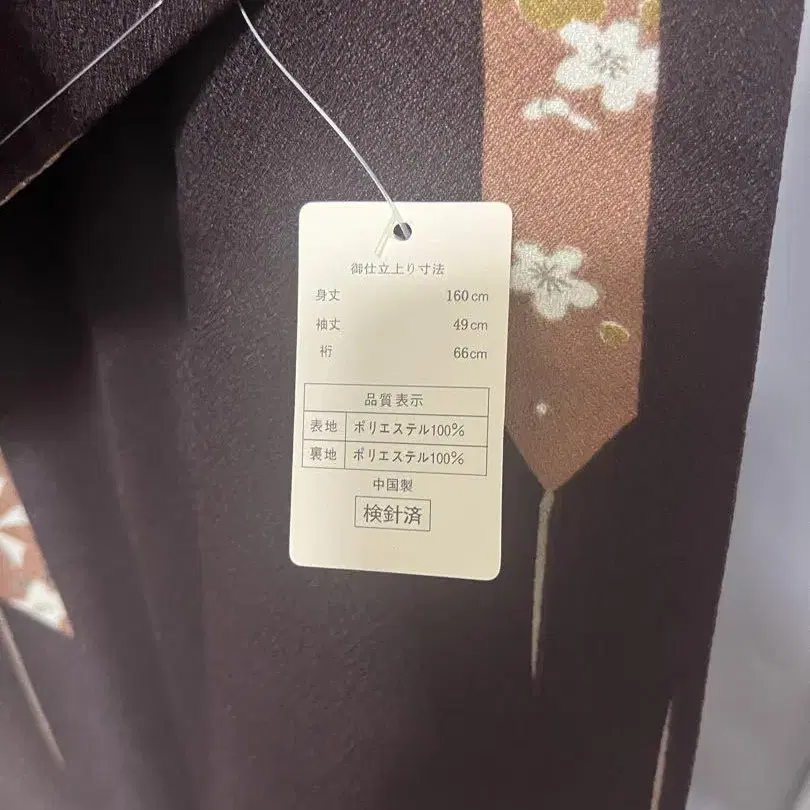 御仕立上り寸法
身丈 160cm
袖丈 49cm
裄 66cm
品質表示
表地 ポリエステル100%
裏地 ポリエステル100%
中国製
検針済